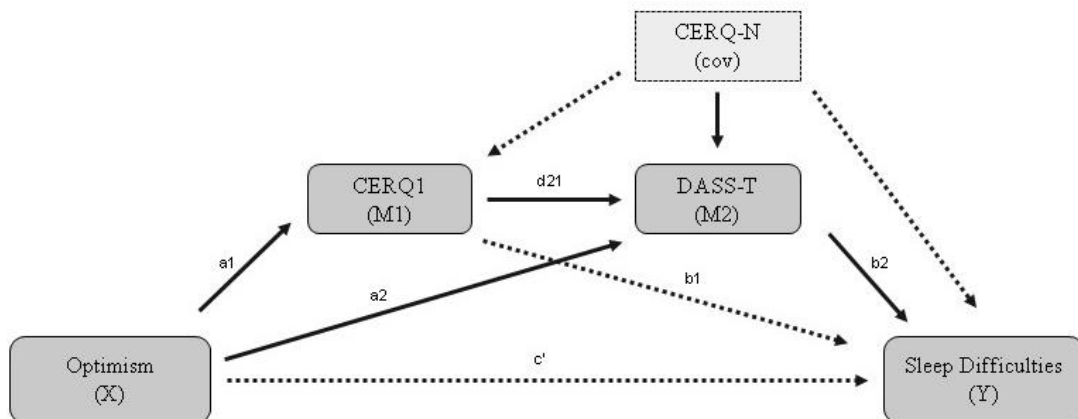 CERQ-N
(cov)
CERQ1
(M1)
d21
DASS-T
(M2)
a1
a2
b1
b2
c'
Optimism
(X)
Sleep Difficulties
(Y)